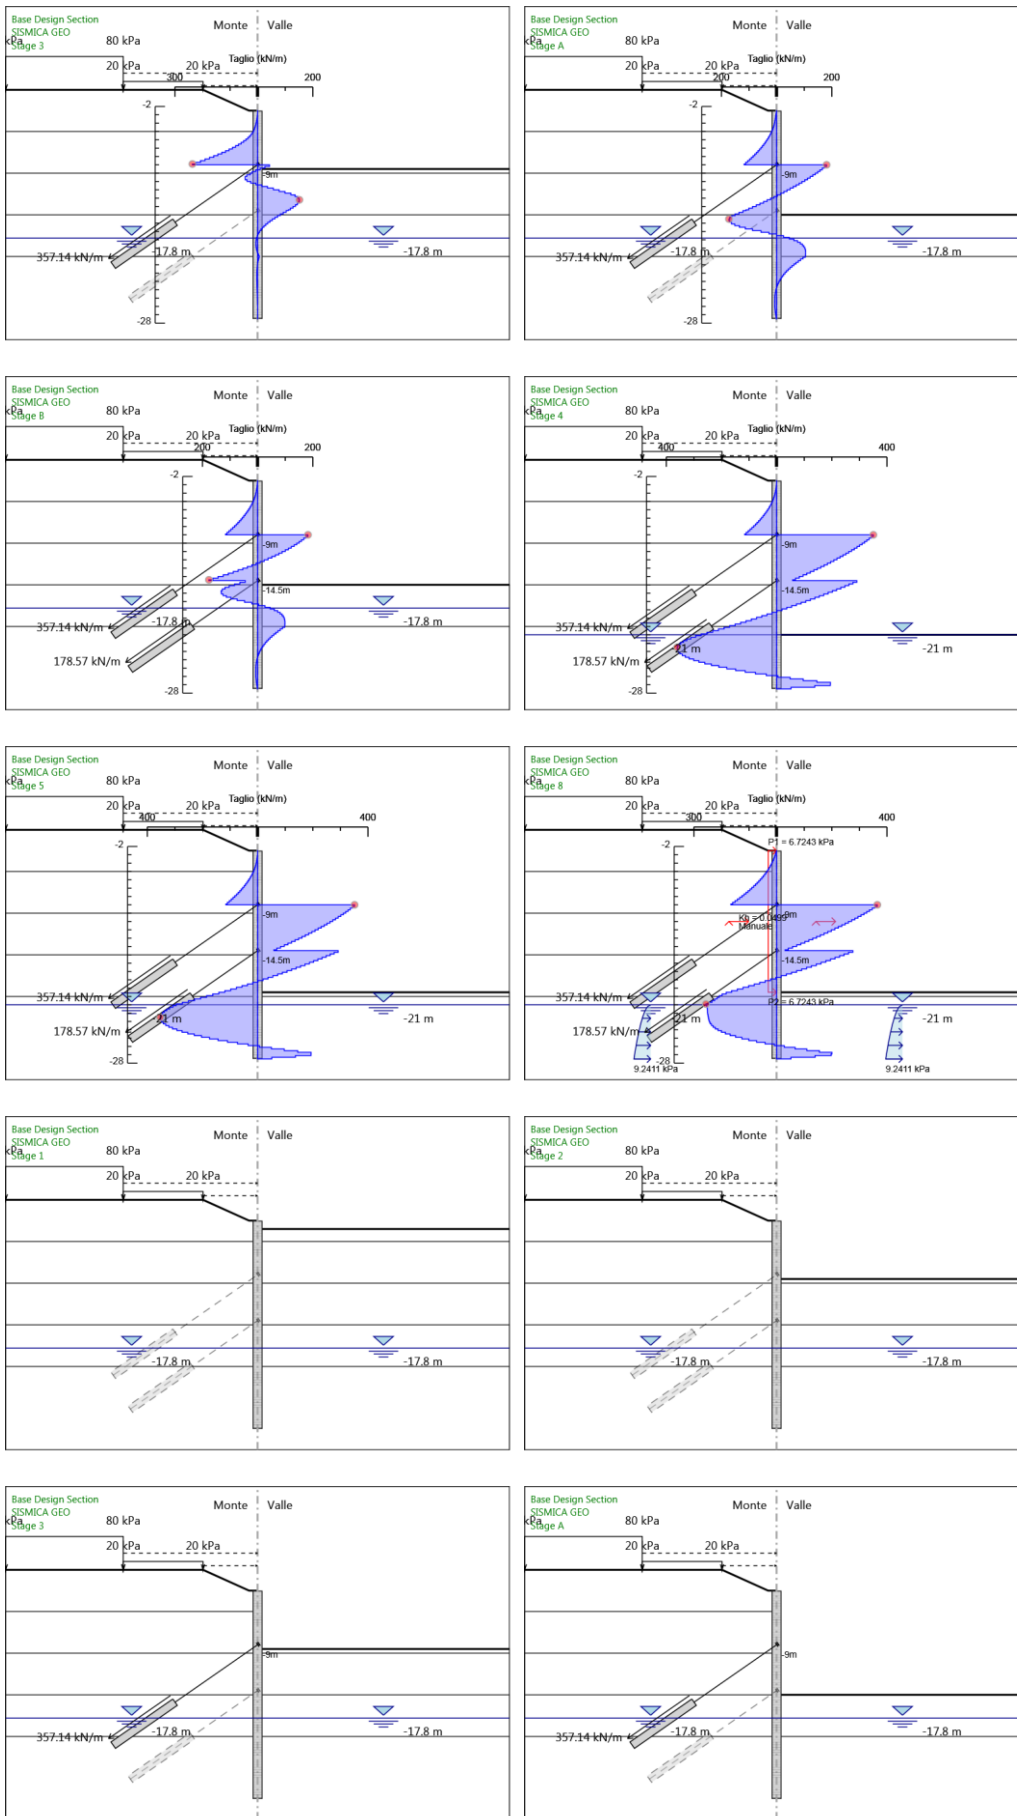 Base Design Section
SISMICA GEO
Stage 3
Monte Valle
kPa 80 kPa
20 kPa 20 kPa
Taglio (kN/m)
300 200
-2
-9m
-17.8 m -17.8 m
357.14 kN/m
-28
Base Design Section
SISMICA GEO
Stage A
Monte Valle
kPa 80 kPa
20 kPa 20 kPa
Taglio (kN/m)
200 200
-2
-9m
-17.8 m -17.8 m
357.14 kN/m
-28
Base Design Section
SISMICA GEO
Stage B
Monte Valle
kPa 80 kPa
20 kPa 20 kPa
Taglio (kN/m)
200 200
-2
-9m
-14.5m
-17.8 m -17.8 m
357.14 kN/m
178.57 kN/m
-28
Base Design Section
SISMICA GEO
Stage 4
Monte Valle
kPa 80 kPa
20 kPa 20 kPa
Taglio (kN/m)
400 400
-2
-9m
-14.5m
357.14 kN/m
-21 m -21 m
178.57 kN/m
-28
Base Design Section
SISMICA GEO
Stage 5
Monte Valle
kPa 80 kPa
20 kPa 20 kPa
Taglio (kN/m)
400 400
-2
-9m
-14.5m
357.14 kN/m
-21 m -21 m
178.57 kN/m
-28
Base Design Section
SISMICA GEO
Stage 8
Monte Valle
kPa 80 kPa
20 kPa 20 kPa
Taglio (kN/m)
300 400
P1 = 6.7243 kPa
-2
Kh = 0.0499
-9m
Manuale
-14.5m
357.14 kN/m
P2 = 6.7243 kPa
-21 m -21 m
178.57 kN/m
-28
9.2411 kPa 9.2411 kPa
Base Design Section
SISMICA GEO
Stage 1
Monte Valle
kPa 80 kPa
20 kPa 20 kPa
-17.8 m -17.8 m
Base Design Section
SISMICA GEO
Stage 2
Monte Valle
kPa 80 kPa
20 kPa 20 kPa
-17.8 m -17.8 m
Base Design Section
SISMICA GEO
Stage 3
Monte Valle
kPa 80 kPa
20 kPa 20 kPa
-9m
-17.8 m -17.8 m
357.14 kN/m
Base Design Section
SISMICA GEO
Stage A
Monte Valle
kPa 80 kPa
20 kPa 20 kPa
-9m
-17.8 m -17.8 m
357.14 kN/m